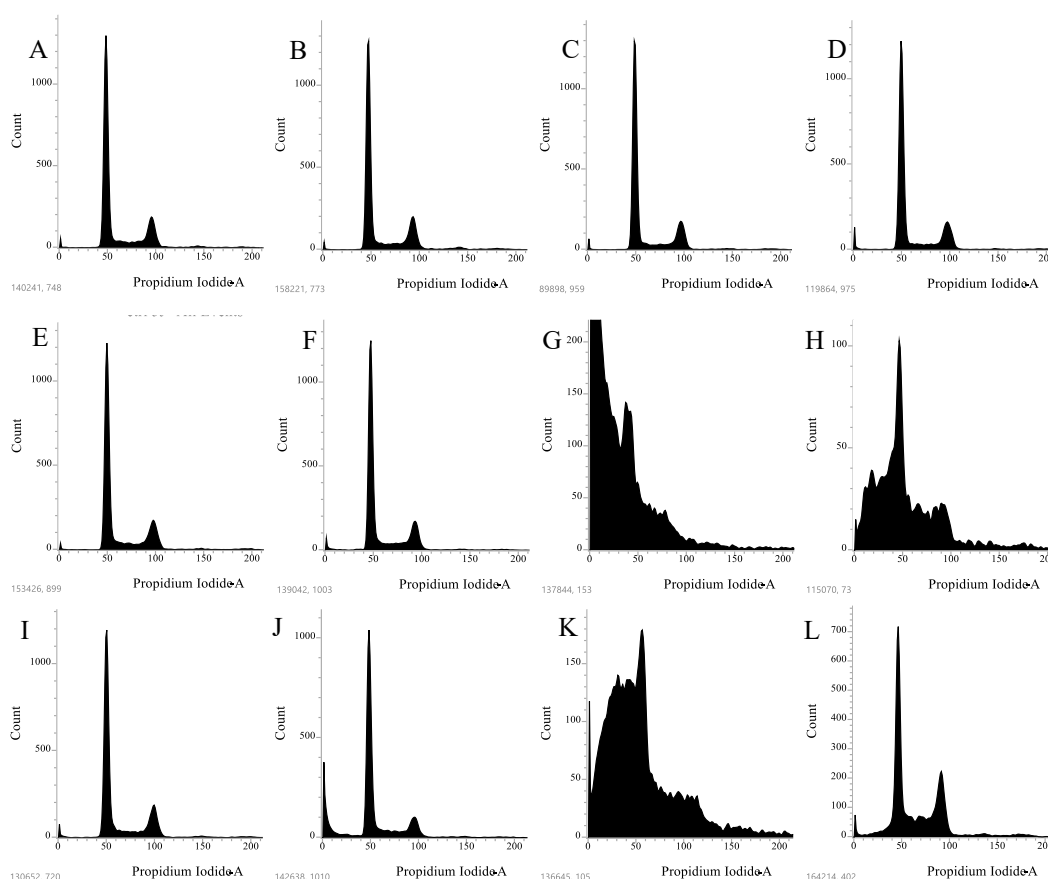 A
Count
1000
500
0
0 50 100 150 200
Propidium Iodide-A
140241, 748
B
Count
1000
500
0
0 50 100 150 200
Propidium Iodide-A
158221, 773
C
Count
1000
500
0
0 50 100 150 200
Propidium Iodide-A
89898, 959
D
Count
1000
500
0
0 50 100 150 200
Propidium Iodide-A
119864, 975
E
Count
1000
500
0
0 50 100 150 200
Propidium Iodide-A
153426, 899
F
Count
1000
500
0
0 50 100 150 200
Propidium Iodide-A
139042, 1003
G
Count
200
150
100
50
0
0 50 100 150 200
Propidium Iodide-A
137844, 153
H
Count
100
50
0
0 50 100 150 200
Propidium Iodide-A
115070, 73
I
Count
1000
500
0
0 50 100 150 200
Propidium Iodide-A
130652, 720
J
Count
1000
500
0
0 50 100 150 200
Propidium Iodide-A
142638, 1010
K
Count
150
100
50
0
0 50 100 150 200
Propidium Iodide-A
136645, 105
L
Count
700
600
500
400
300
200
100
0
0 50 100 150 200
Propidium Iodide-A
164214, 402